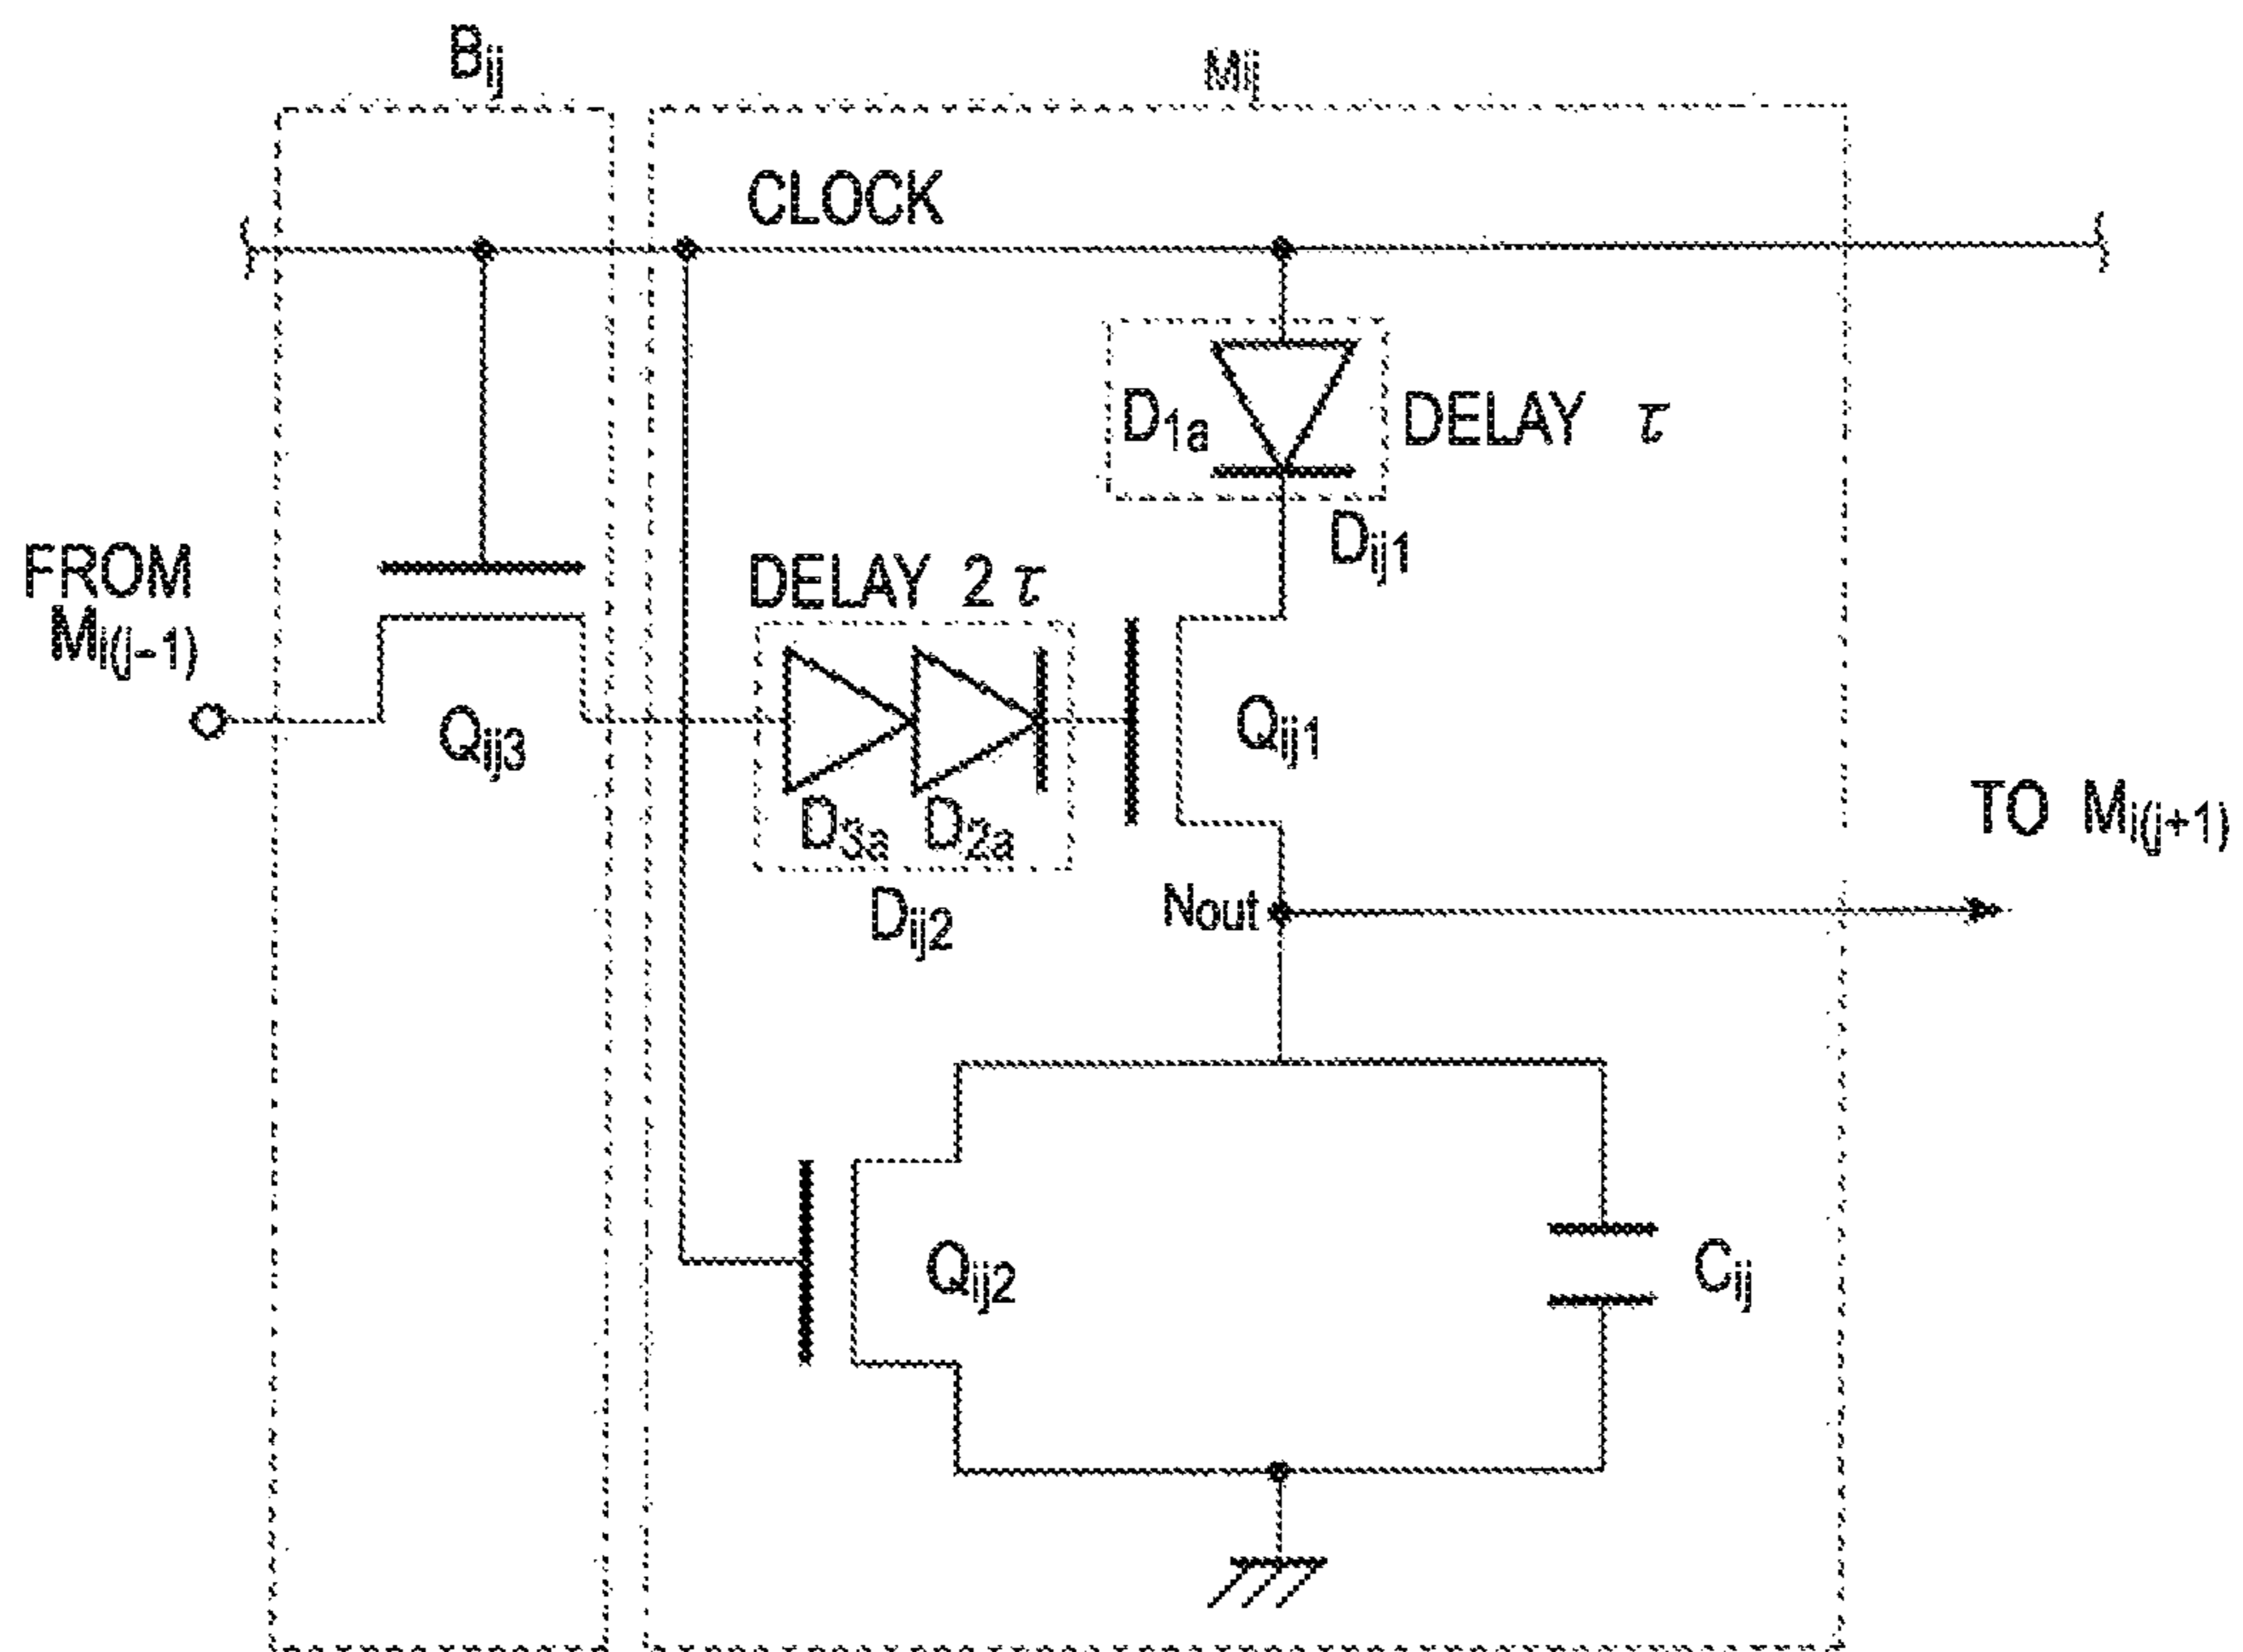 Bij
Mij
CLOCK
D1a
DELAY τ
Dij1
FROM
Mi(j-1)
DELAY 2τ
Qij3
Qij1
D3a D2a
Dij2
TO Mi(j+1)
Nout
Qij2
Cij